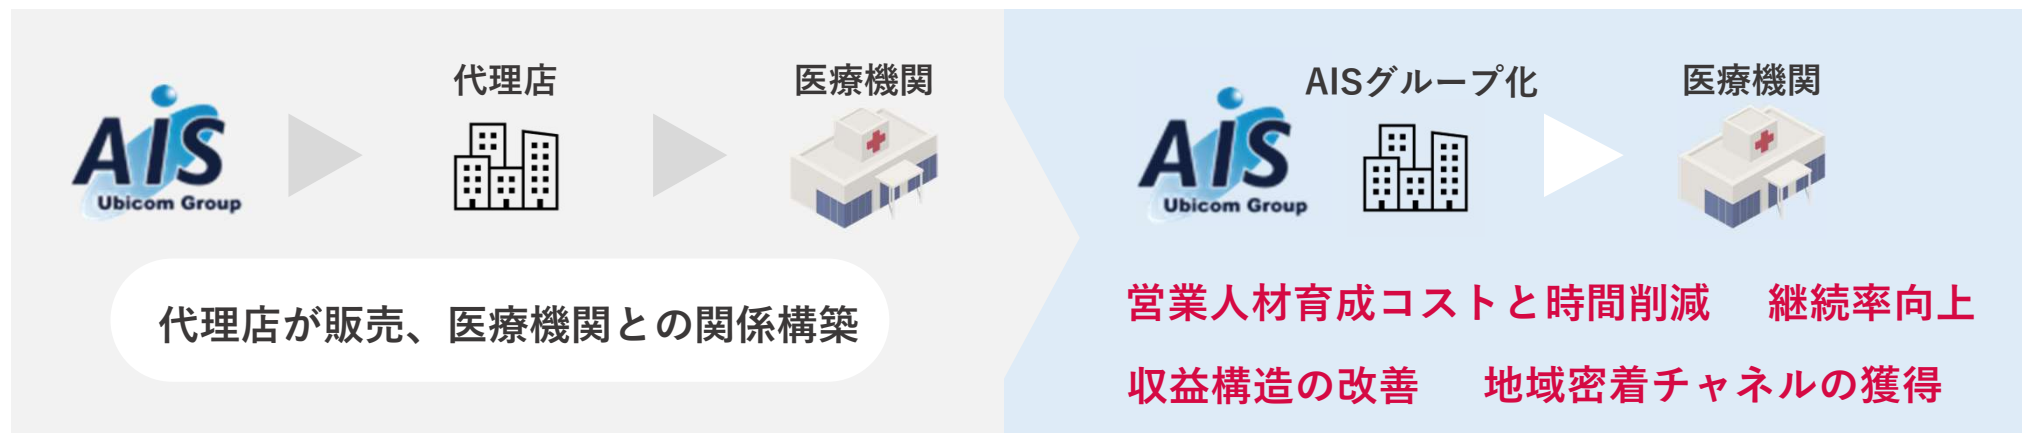 代理店
医療機関
AIS
Ubicom Group
代理店が販売、医療機関との関係構築
AISグループ化
医療機関
AIS
Ubicom Group
営業人材育成コストと時間削減 継続率向上
収益構造の改善 地域密着チャネルの獲得